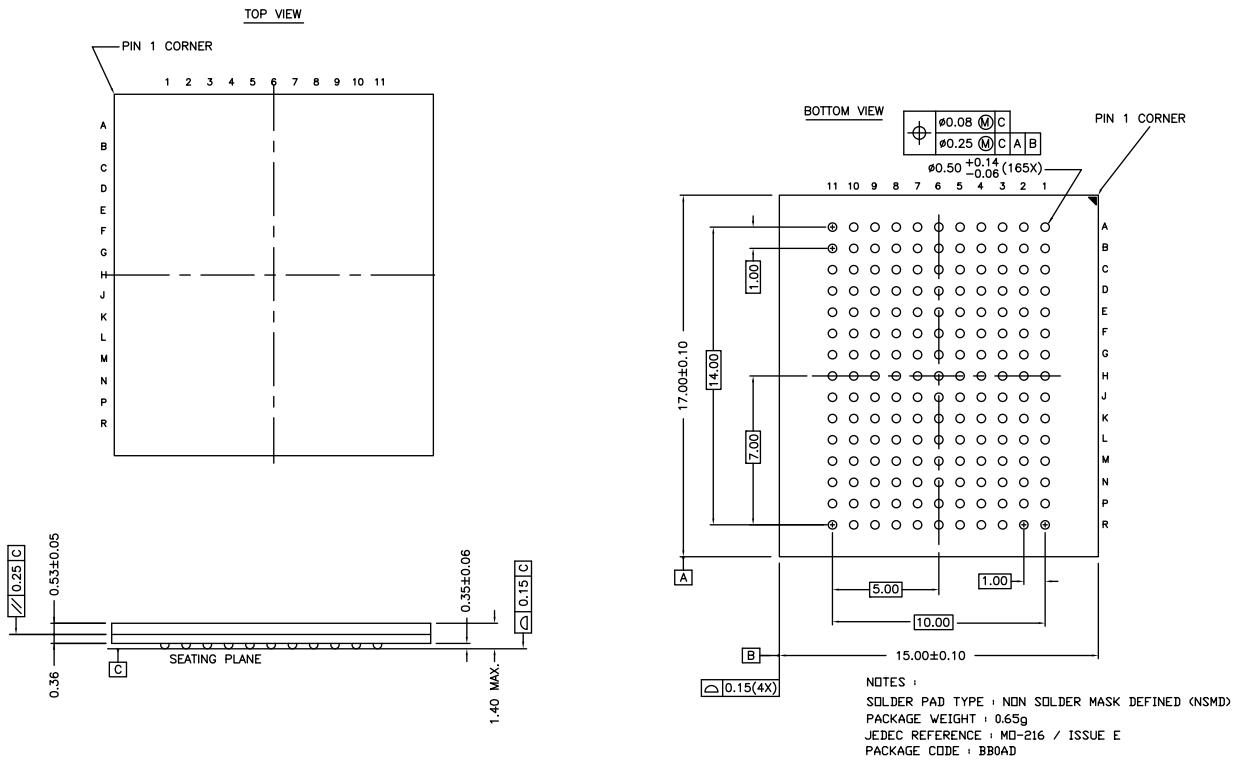 TOP VIEW
PIN 1 CORNER
1 2 3 4 5 6 7 8 9 10 11
A
B
C
D
E
F
G
H
J
K
L
M
N
P
R
BOTTOM VIEW
ø0.08 Ⓜ C
ø0.25 Ⓜ C A B
PIN 1 CORNER
ø0.50 +0.14 -0.06 (165X)
11 10 9 8 7 6 5 4 3 2 1
A
B
C
D
E
F
G
H
J
K
L
M
N
P
R
1.00
14.00
7.00
17.00±0.10
A
5.00
1.00
10.00
B
15.00±0.10
0.15(4X)
// 0.25 C
0.53±0.05
0.36
C
SEATING PLANE
0.35±0.06
0.15 C
1.40 MAX.
NOTES :
SOLDER PAD TYPE : NON SOLDER MASK DEFINED (NSMD)
PACKAGE WEIGHT : 0.65g
JEDEC REFERENCE : MO-216 / ISSUE E
PACKAGE CODE : BB0AD